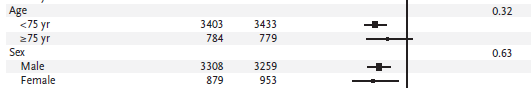 Age 0.32
<75 yr 3403 3433
≥75 yr 784 779
Sex 0.63
Male 3308 3259
Female 879 953